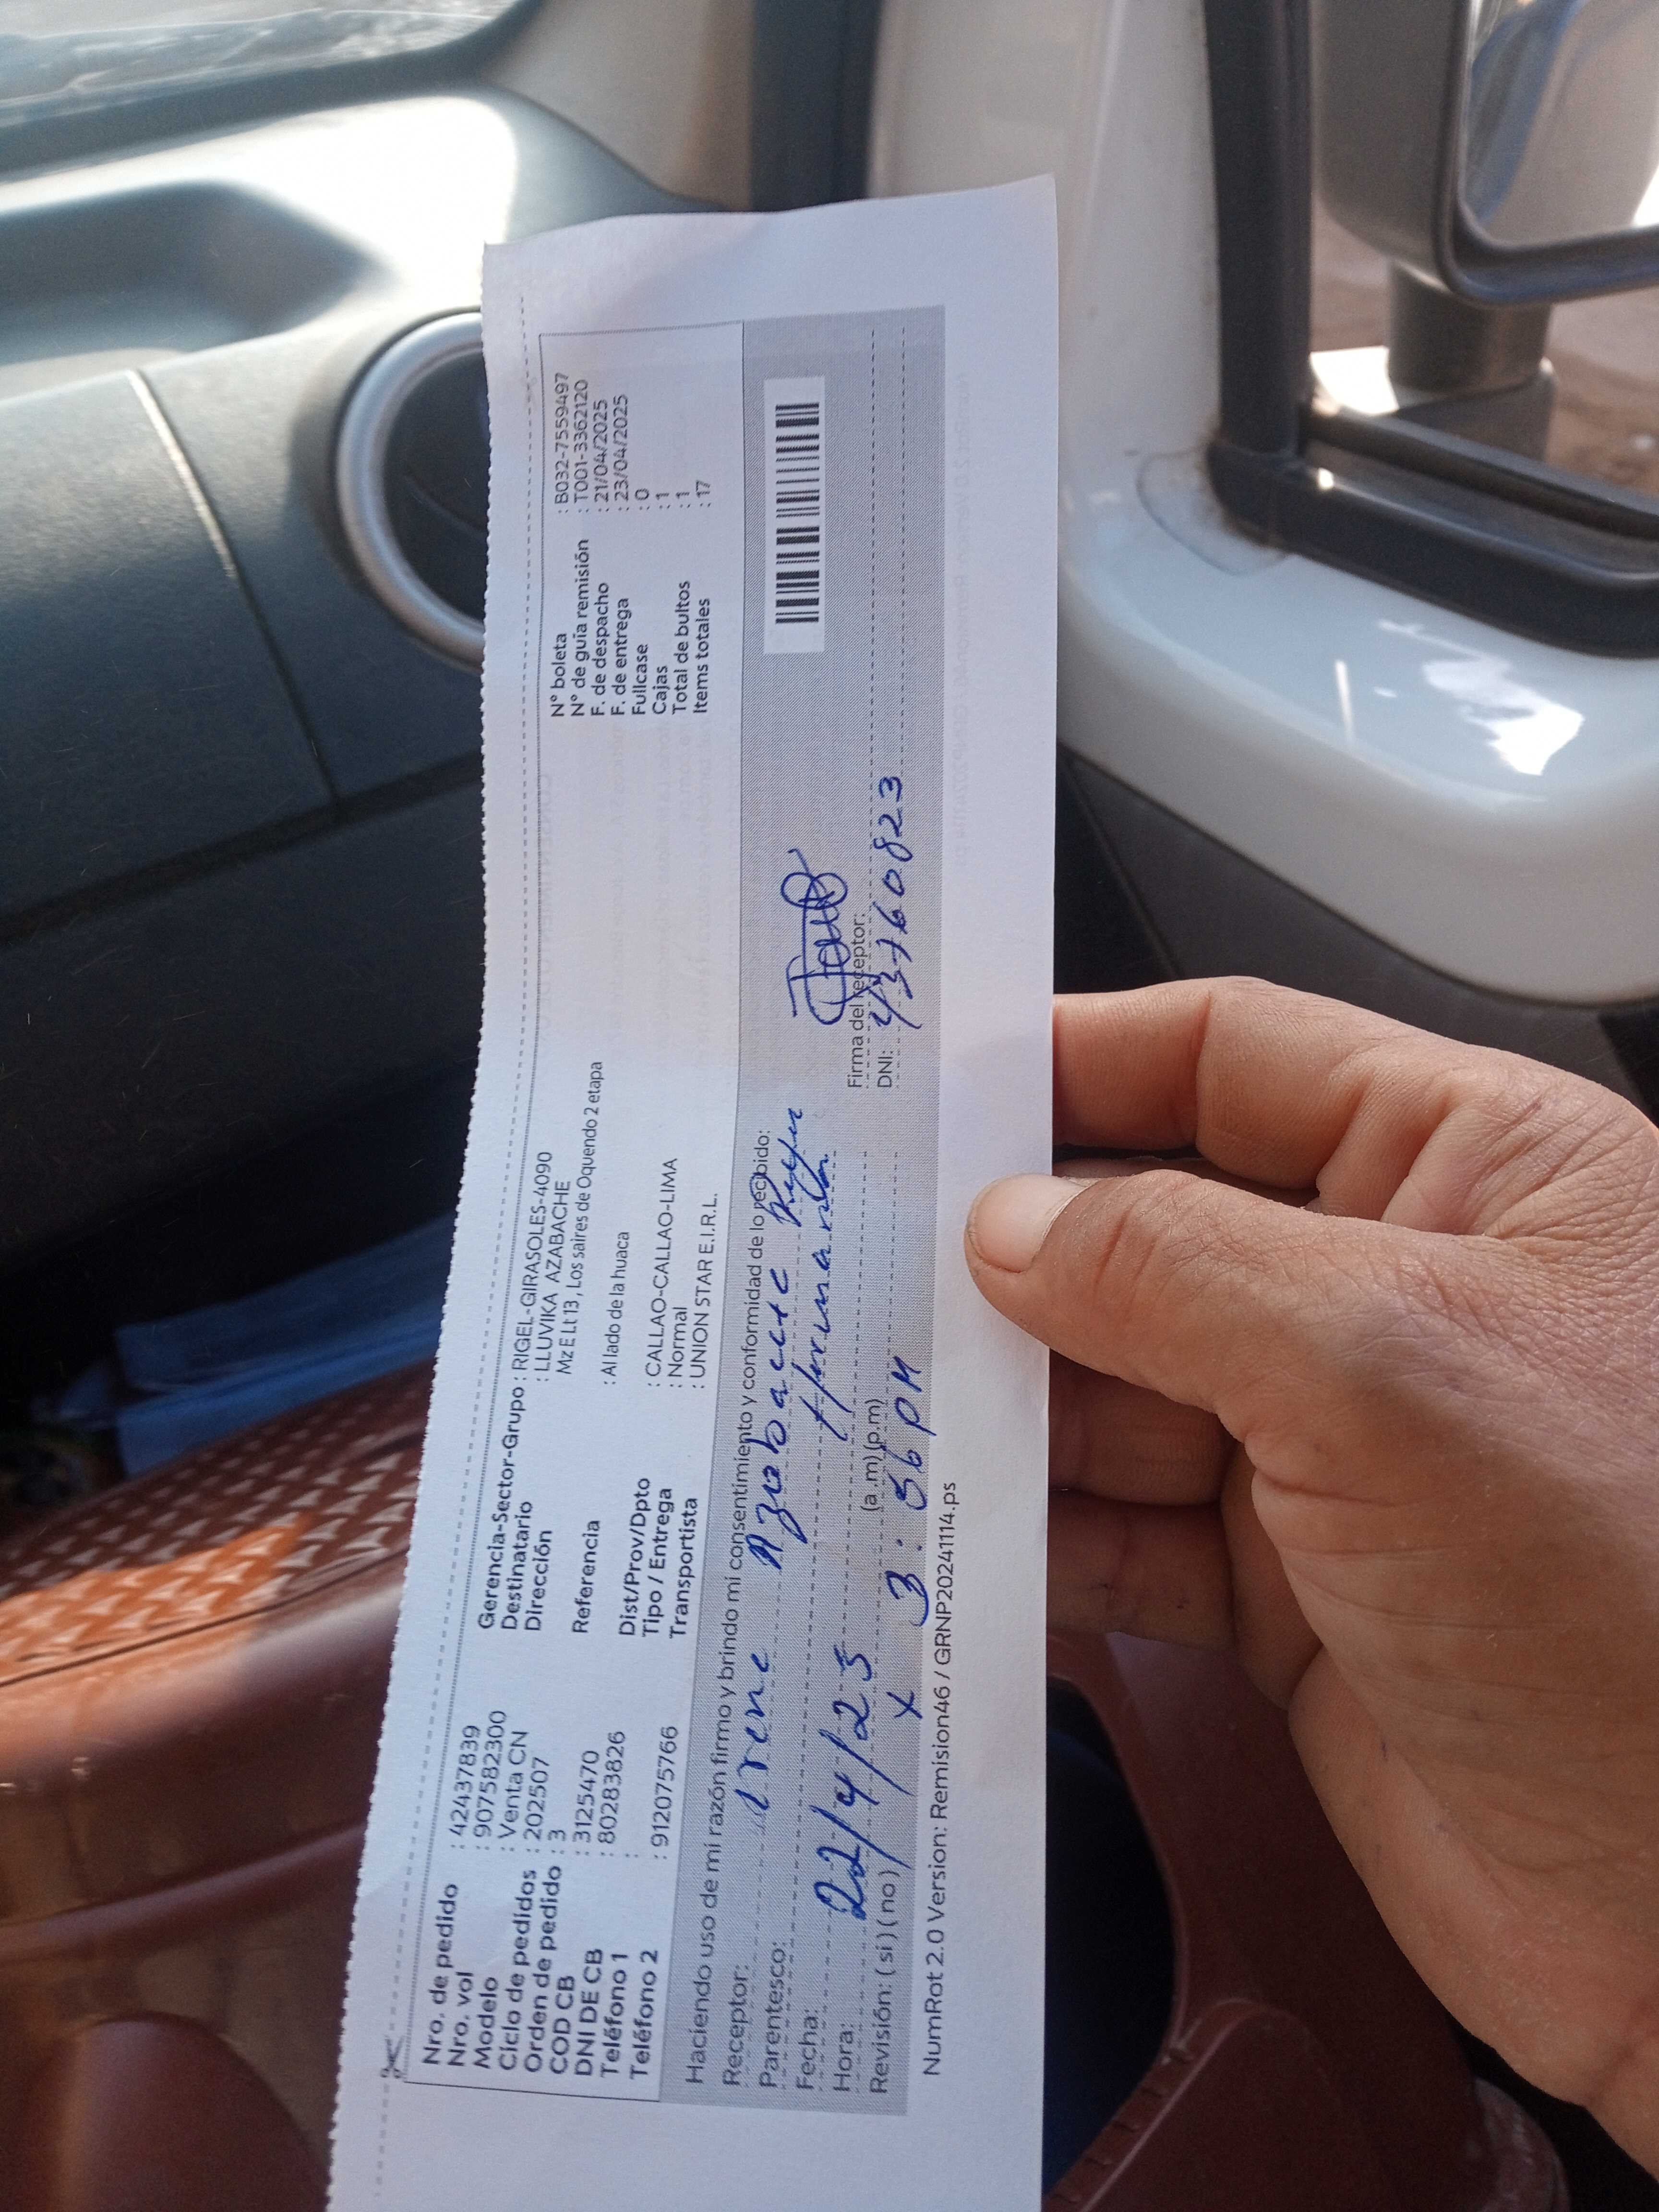 Nro. de pedido : 42437839
Nro. vol : 907582300
Modelo : Venta CN
Ciclo de pedidos : 202507
Orden de pedido : 3
COD CB : 3125470
DNI DE CB : 80283826
Teléfono 1 :
Teléfono 2 : 912075766
Gerencia-Sector-Grupo : RIGEL-GIRASOLES-4090
Destinatario : LLUVIKA AZABACHE
Dirección Mz E Lt 13 , Los saires de Oquendo 2 etapa
Referencia : Al lado de la huaca
Dist/Prov/Dpto : CALLAO-CALLAO-LIMA
Tipo / Entrega : Normal
Transportista : UNION STAR E.I.R.L.
N° boleta : B032-7559497
N° de guía remisión : T001-3362120
F. de despacho : 21/04/2025
F. de entrega : 23/04/2025
Fullcase : 0
Cajas : 1
Total de bultos : 1
Items totales : 17
Haciendo uso de mi razón firmo y brindo mi consentimiento y conformidad de lo recibido:
Receptor: Irene Azabache
Parentesco: Hermana
Fecha: 22/4/25
Hora: (a.m)(p.m) 3:56 PM
Revisión: (si) (no) X
Firma del receptor:
DNI: 43760823
NumRot 2.0 Version: Remision46 / GRNP20241114.ps